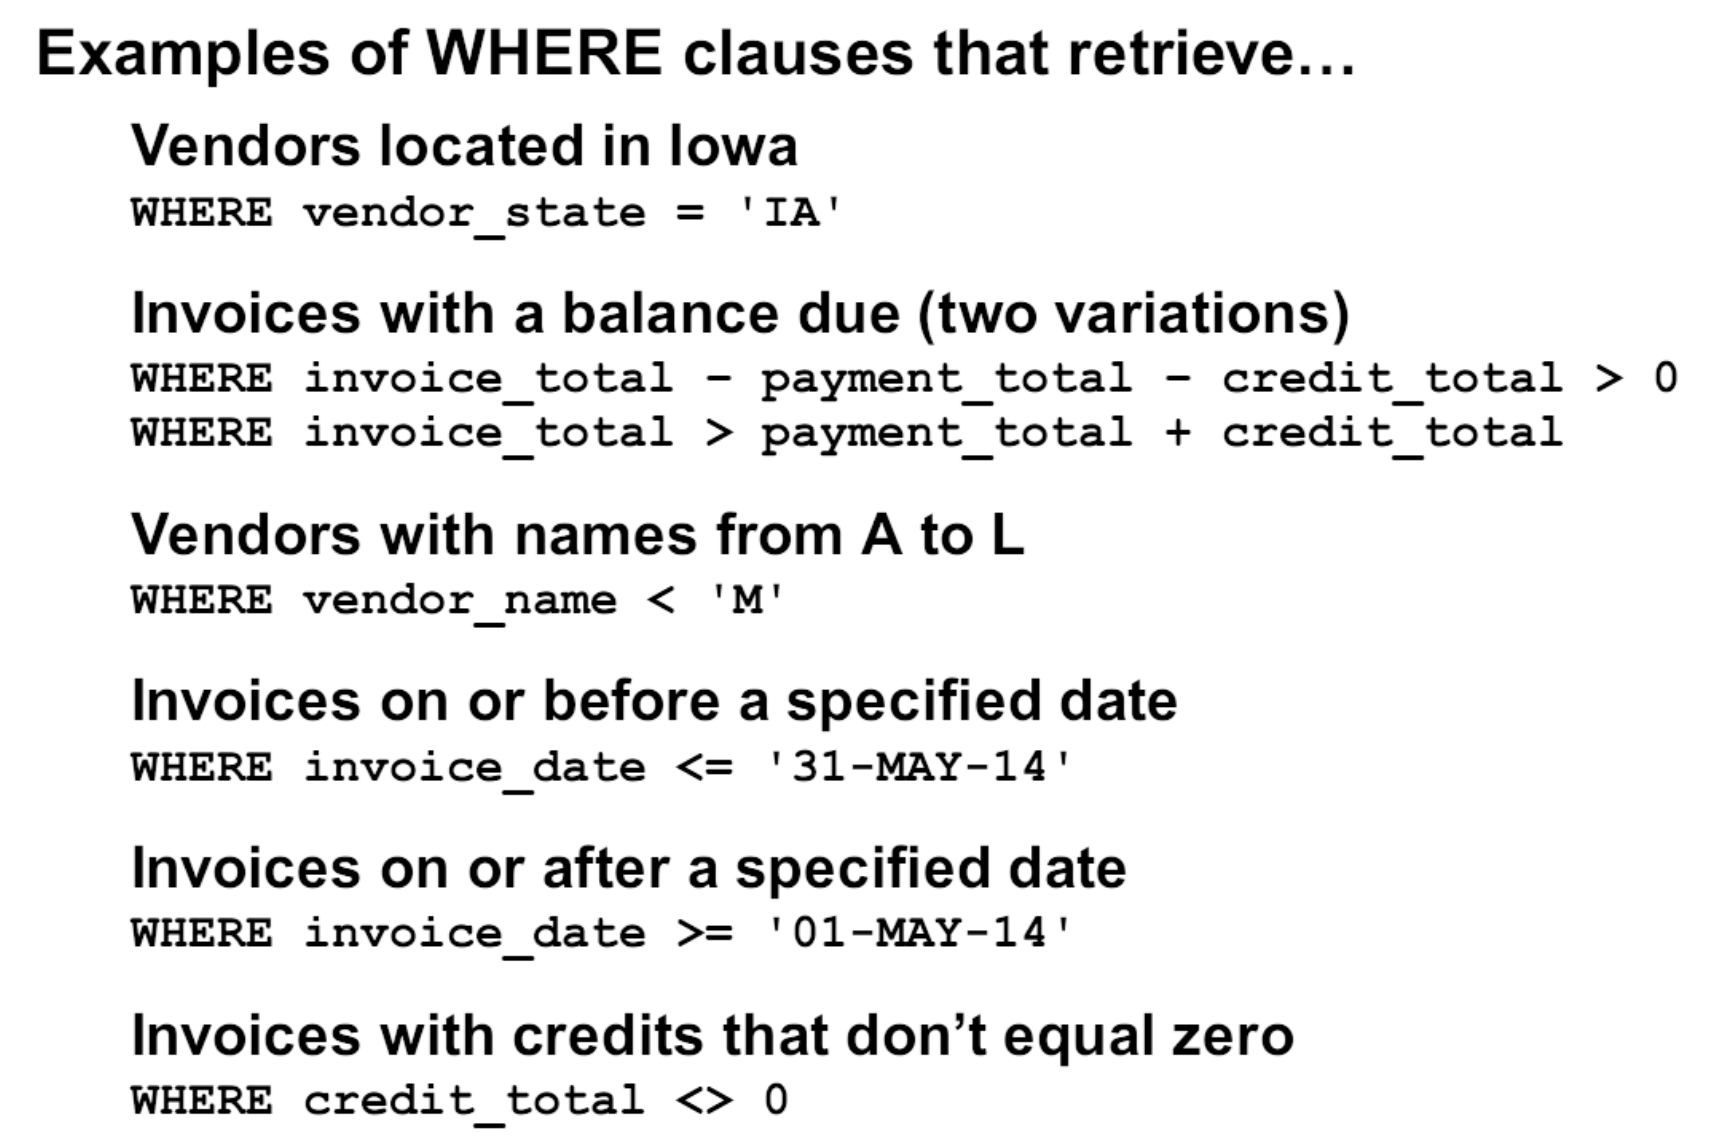 Examples of WHERE clauses that retrieve…
Vendors located in Iowa
WHERE vendor_state = 'IA'
Invoices with a balance due (two variations)
WHERE invoice_total – payment_total – credit_total > 0
WHERE invoice_total > payment_total + credit_total
Vendors with names from A to L
WHERE vendor_name < 'M'
Invoices on or before a specified date
WHERE invoice_date <= '31-MAY-14'
Invoices on or after a specified date
WHERE invoice_date >= '01-MAY-14'
Invoices with credits that don’t equal zero
WHERE credit_total <> 0